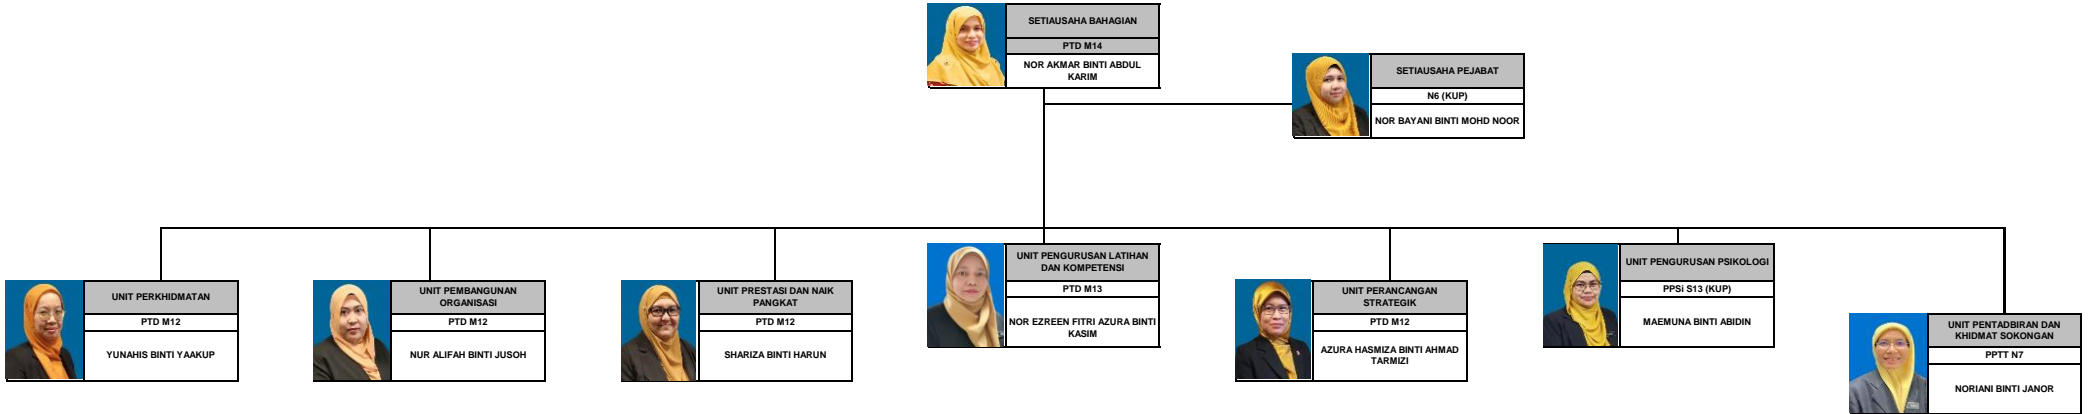 SETIAUSAHA BAHAGIAN
PTD M14
NOR AKMAR BINTI ABDUL
KARIM
SETIAUSAHA PEJABAT
N6 (KUP)
NOR BAYANI BINTI MOHD NOOR
UNIT PERKHIDMATAN
PTD M12
YUNAHIS BINTI YAAKUP
UNIT PEMBANGUNAN
ORGANISASI
PTD M12
NUR ALIFAH BINTI JUSOH
UNIT PRESTASI DAN NAIK
PANGKAT
PTD M12
SHARIZA BINTI HARUN
UNIT PENGURUSAN LATIHAN
DAN KOMPETENSI
PTD M13
NOR EZREEN FITRI AZURA BINTI
KASIM
UNIT PERANCANGAN
STRATEGIK
PTD M12
AZURA HASMIZA BINTI AHMAD
TARMIZI
UNIT PENGURUSAN PSIKOLOGI
PPSi S13 (KUP)
MAEMUNA BINTI ABIDIN
UNIT PENTADBIRAN DAN
KHIDMAT SOKONGAN
PPTT N7
NORIANI BINTI JANOR